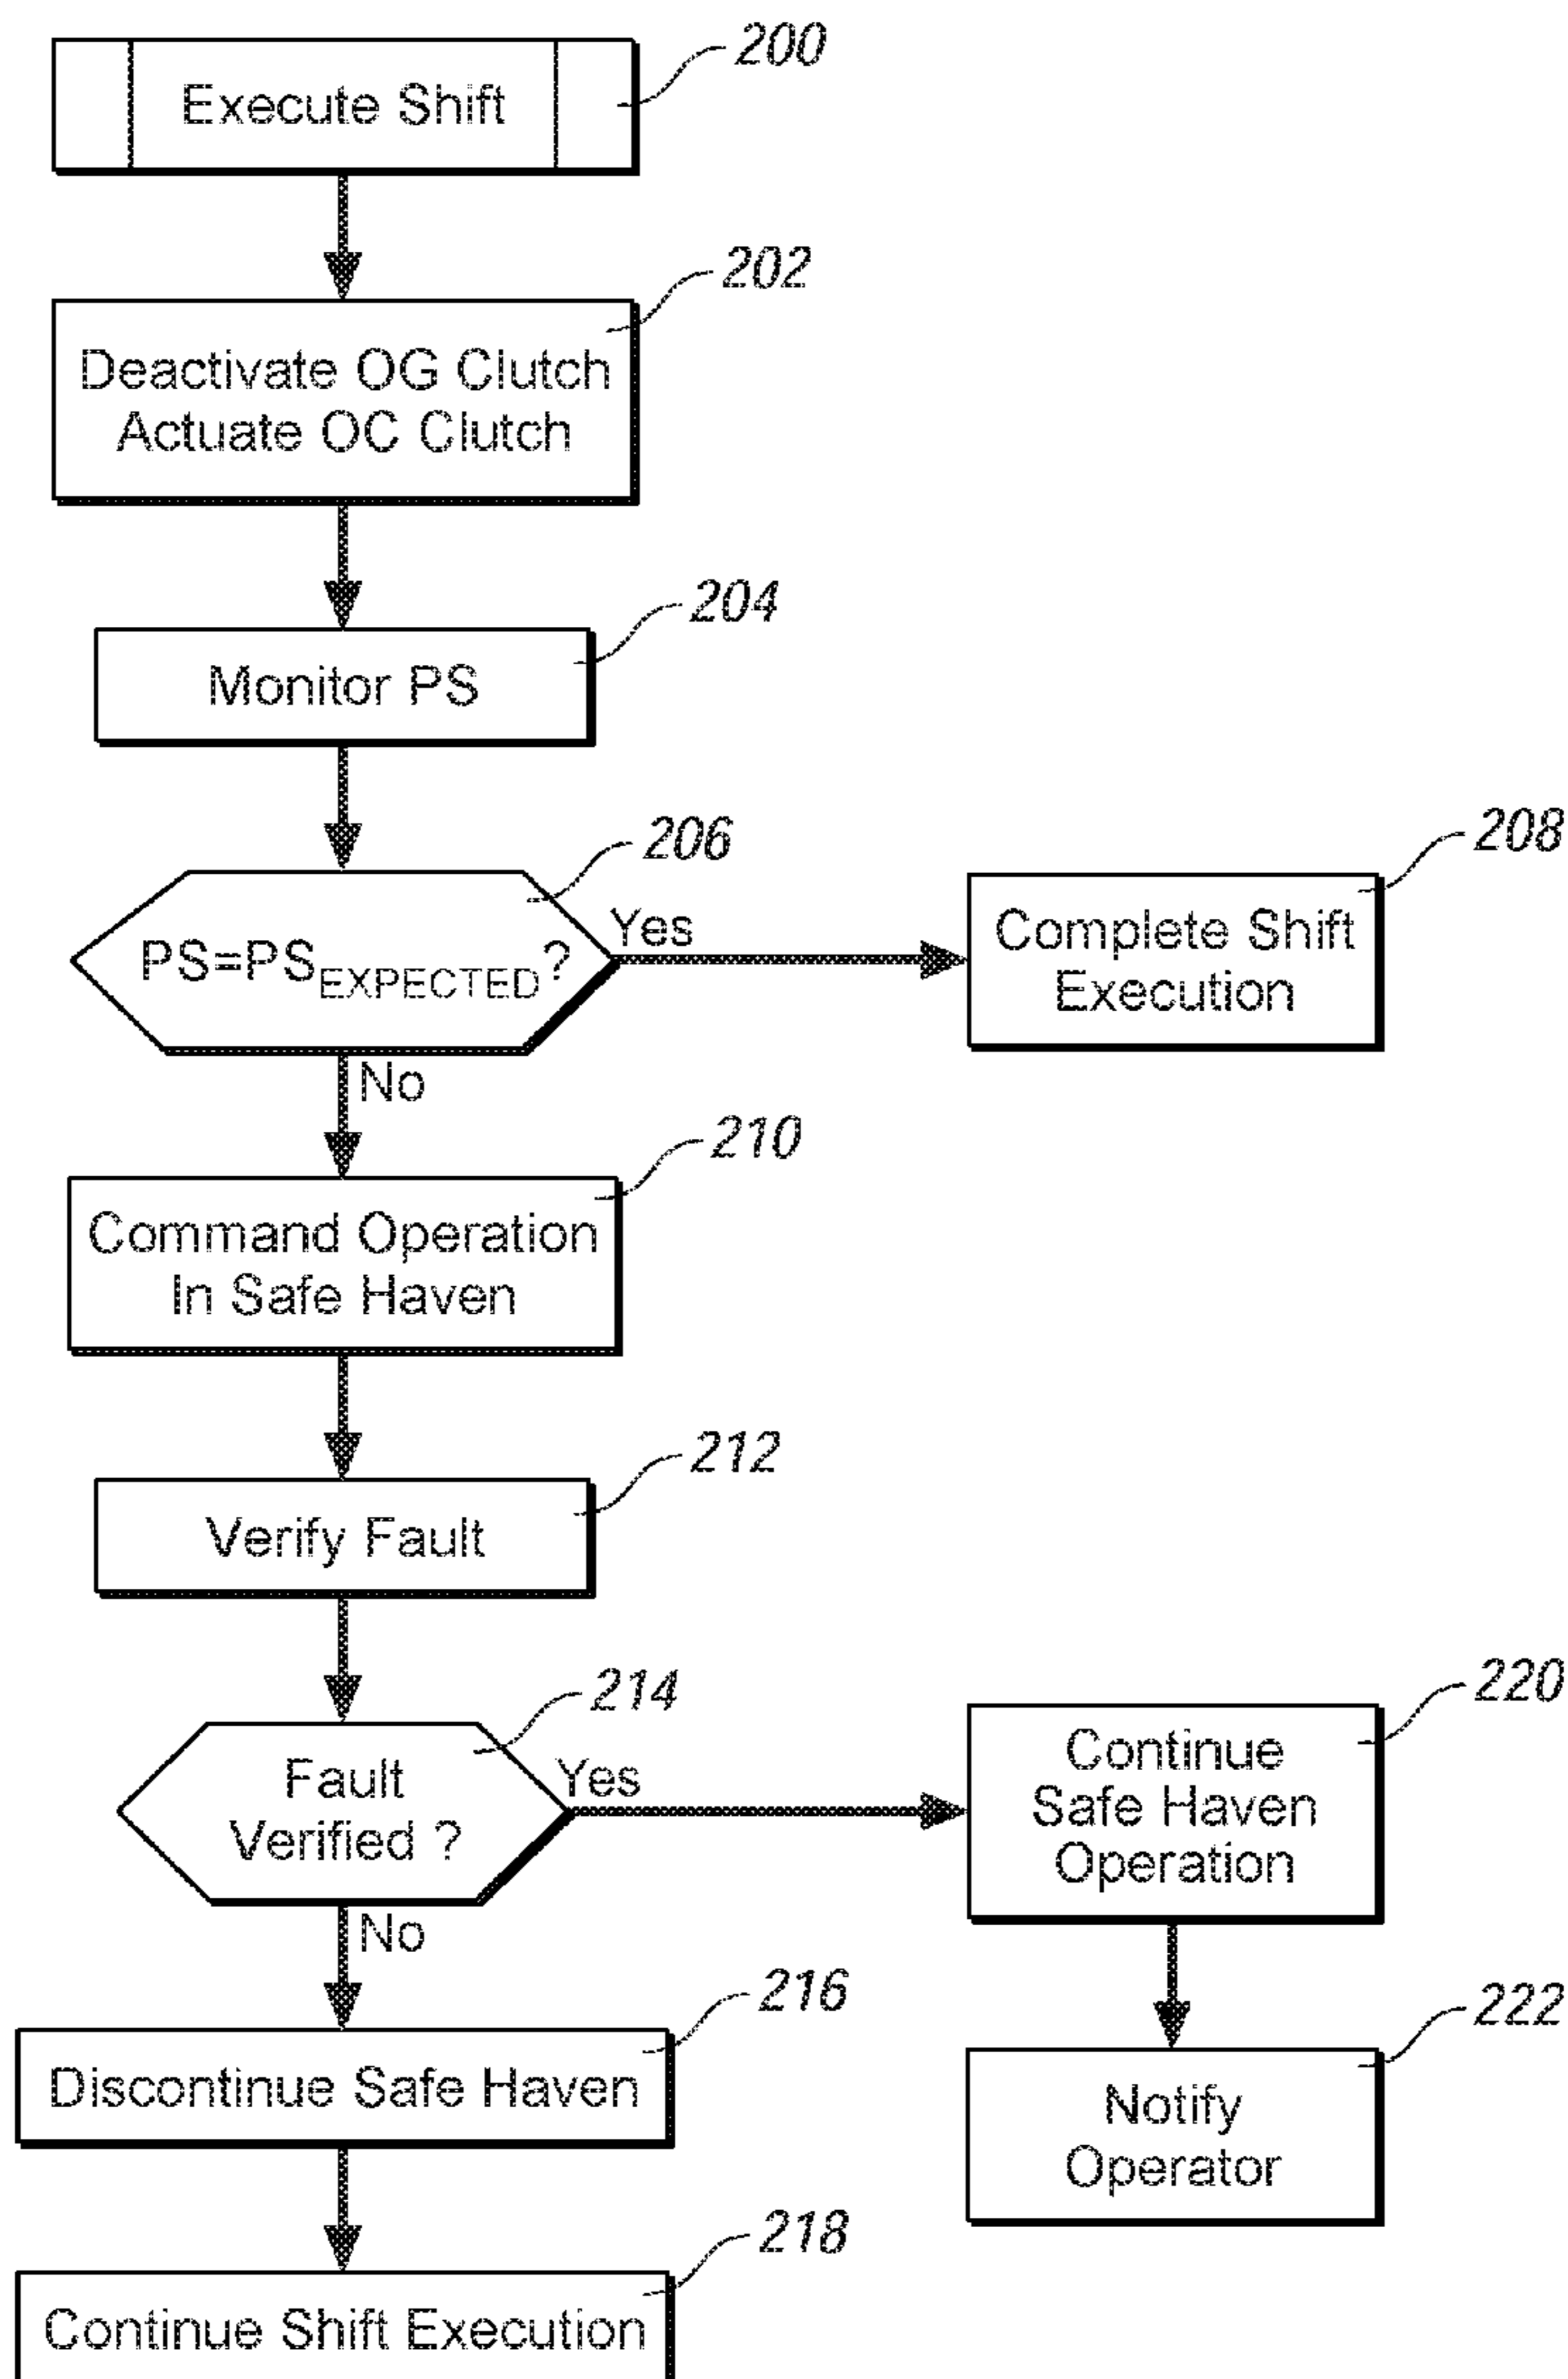 200
Execute Shift
202
Deactivate OG Clutch
Actuate OC Clutch
204
Monitor PS
206
PS=PSEXPECTED?
Yes
208
Complete Shift
Execution
No
210
Command Operation
In Safe Haven
212
Verify Fault
214
Fault
Verified ?
Yes
220
Continue
Safe Haven
Operation
No
216
Discontinue Safe Haven
222
Notify
Operator
218
Continue Shift Execution